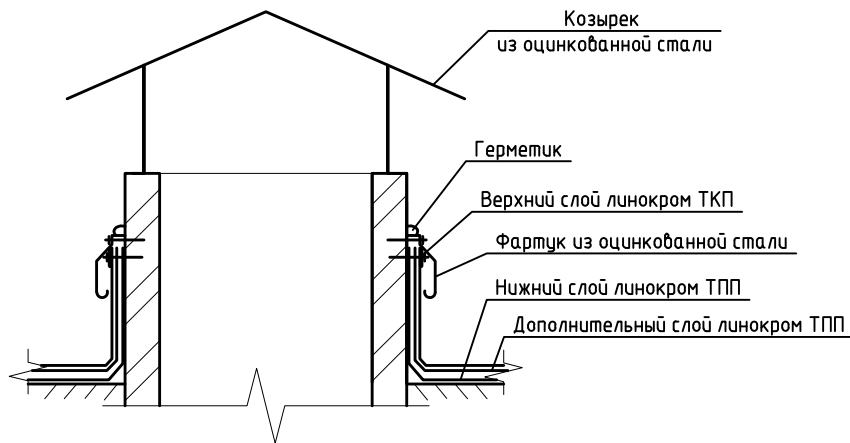 Козырек
из оцинкованной стали
Герметик
Верхний слой линокром ТКП
Фартук из оцинкованной стали
Нижний слой линокром ТПП
Дополнительный слой линокром ТПП